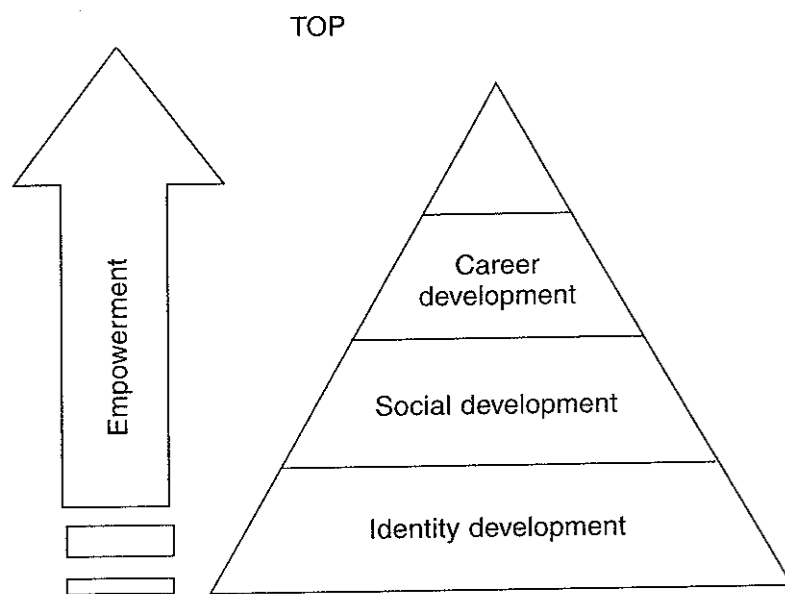 TOP
Empowerment
Career
development
Social development
Identity development